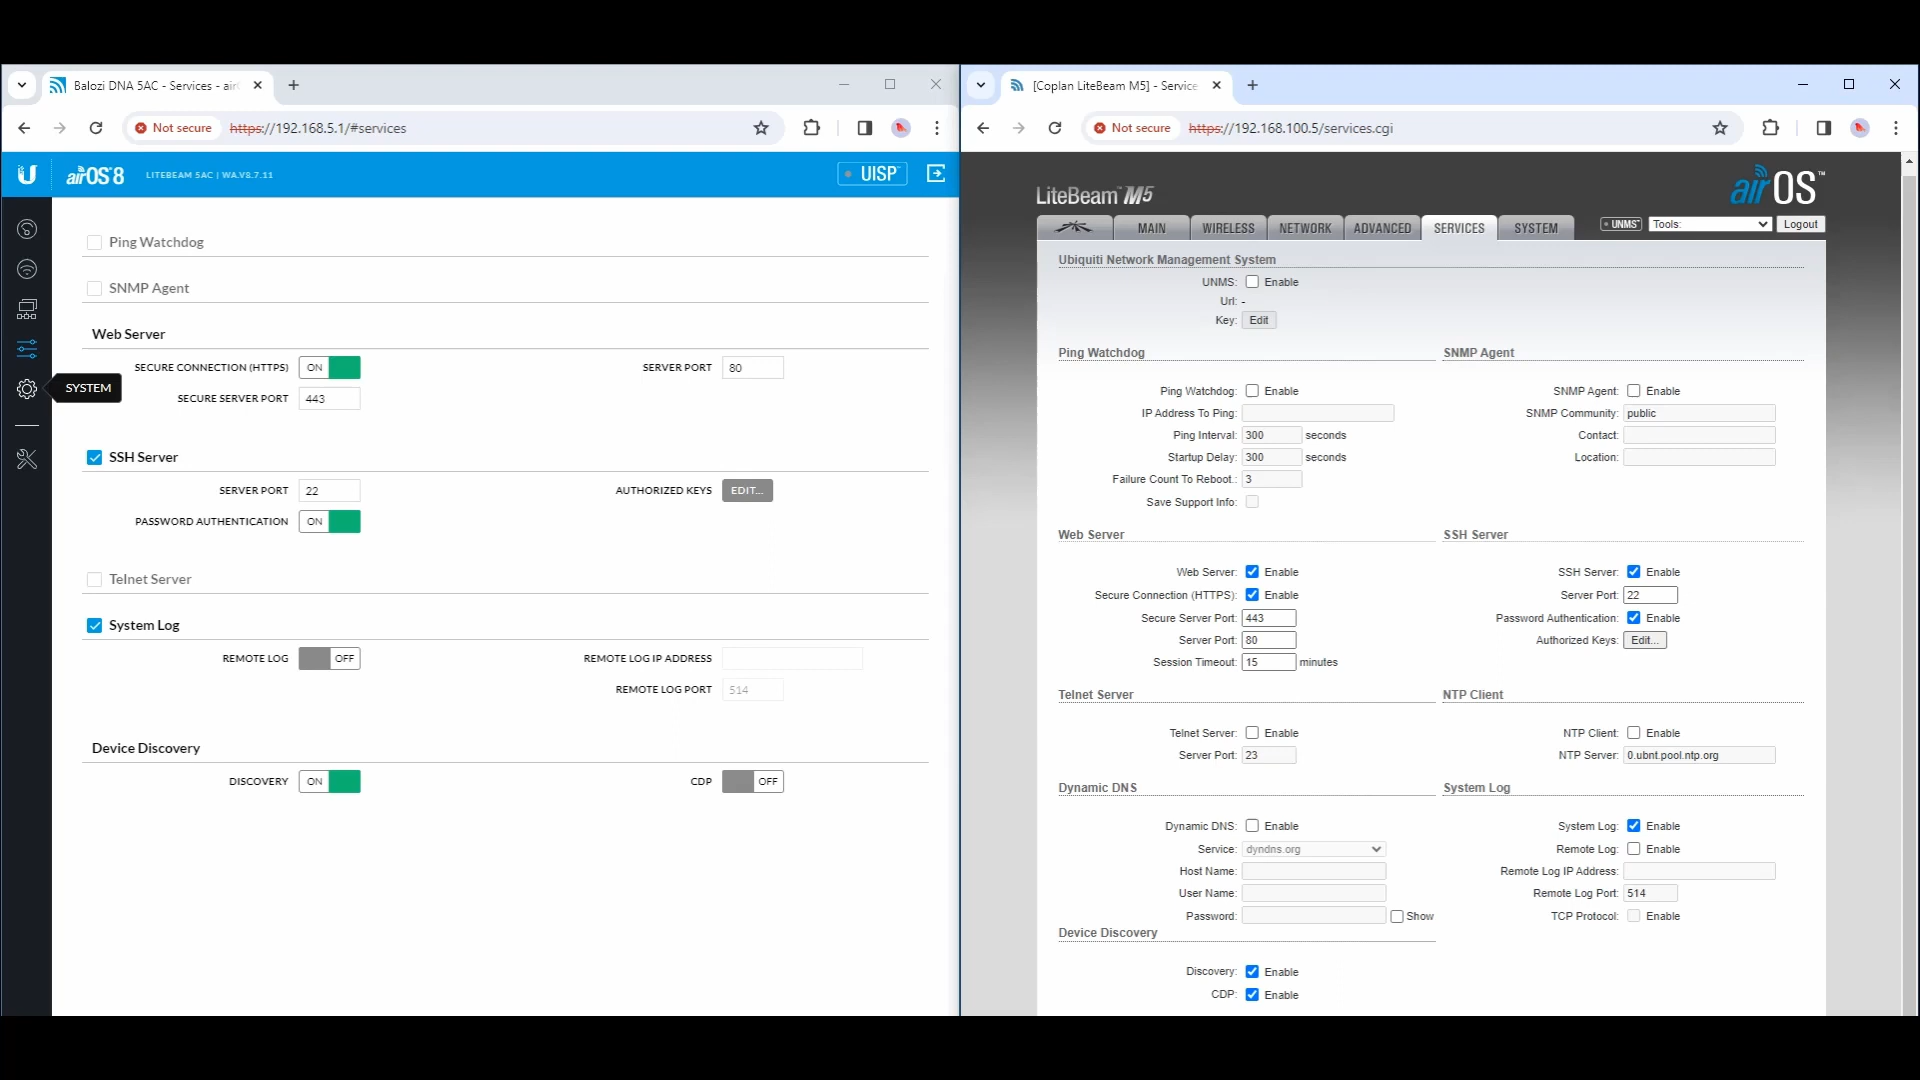 Balozi DNA 5AC - Services - air
Not secure
https://192.168.5.1/#services
airOS 8
LITEBEAM 5AC | WA.V8.7.11
UISP
Ping Watchdog
SNMP Agent
Web Server
SECURE CONNECTION (HTTPS) ON
SERVER PORT 80
SECURE SERVER PORT 443
SYSTEM
SSH Server
SERVER PORT 22
AUTHORIZED KEYS EDIT...
PASSWORD AUTHENTICATION ON
Telnet Server
System Log
REMOTE LOG OFF
REMOTE LOG IP ADDRESS
REMOTE LOG PORT 514
Device Discovery
DISCOVERY ON
CDP OFF
[Coplan LiteBeam M5] - Service
Not secure
https://192.168.100.5/services.cgi
LiteBeam™ M5
airOS™
MAIN WIRELESS NETWORK ADVANCED SERVICES SYSTEM
UNMS™ Tools: Logout
Ubiquiti Network Management System
UNMS: Enable
Url: -
Key: Edit
Ping Watchdog
Ping Watchdog: Enable
IP Address To Ping:
Ping Interval: 300 seconds
Startup Delay: 300 seconds
Failure Count To Reboot.: 3
Save Support Info:
SNMP Agent
SNMP Agent: Enable
SNMP Community: public
Contact:
Location:
Web Server
Web Server: Enable
Secure Connection (HTTPS): Enable
Secure Server Port: 443
Server Port: 80
Session Timeout: 15 minutes
SSH Server
SSH Server: Enable
Server Port: 22
Password Authentication: Enable
Authorized Keys: Edit...
Telnet Server
Telnet Server: Enable
Server Port: 23
NTP Client
NTP Client: Enable
NTP Server: 0.ubnt.pool.ntp.org
Dynamic DNS
Dynamic DNS: Enable
Service: dyndns.org
Host Name:
User Name:
Password: Show
System Log
System Log: Enable
Remote Log: Enable
Remote Log IP Address:
Remote Log Port: 514
TCP Protocol: Enable
Device Discovery
Discovery: Enable
CDP: Enable